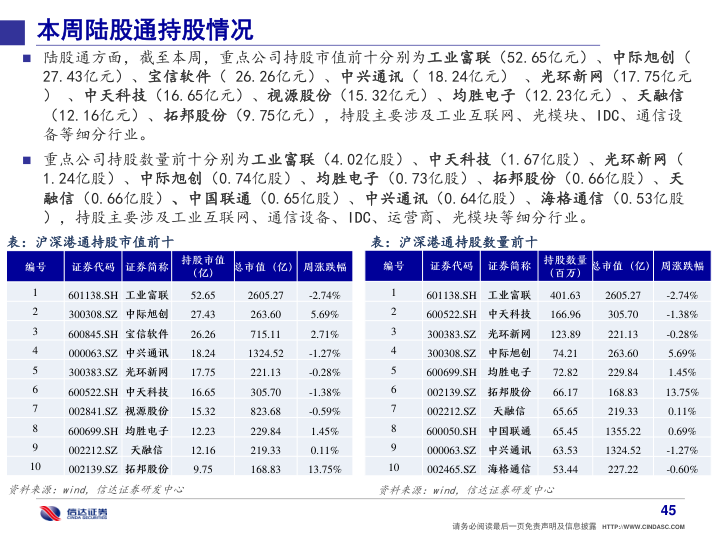 本周陆股通持股情况
■ 陆股通方面，截至本周，重点公司持股市值前十分别为工业富联（52.65亿元）、中际旭创（
27.43亿元）、宝信软件（ 26.26亿元）、中兴通讯（ 18.24亿元） 、光环新网（17.75亿元
） 、中天科技（16.65亿元）、视源股份（15.32亿元）、均胜电子（12.23亿元）、天融信
（12.16亿元）、拓邦股份（9.75亿元），持股主要涉及工业互联网、光模块、IDC、通信设
备等细分行业。
■ 重点公司持股数量前十分别为工业富联（4.02亿股）、中天科技（1.67亿股）、光环新网（
1.24亿股）、中际旭创（0.74亿股）、均胜电子（0.73亿股）、拓邦股份（0.66亿股）、天
融信（0.66亿股）、中国联通（0.65亿股）、中兴通讯（0.64亿股）、海格通信（0.53亿股
），持股主要涉及工业互联网、通信设备、IDC、运营商、光模块等细分行业。
表：沪深港通持股市值前十
编号 证券代码 证券简称 持股市值（亿） 总市值（亿） 周涨跌幅
1 601138.SH 工业富联 52.65 2605.27 -2.74%
2 300308.SZ 中际旭创 27.43 263.60 5.69%
3 600845.SH 宝信软件 26.26 715.11 2.71%
4 000063.SZ 中兴通讯 18.24 1324.52 -1.27%
5 300383.SZ 光环新网 17.75 221.13 -0.28%
6 600522.SH 中天科技 16.65 305.70 -1.38%
7 002841.SZ 视源股份 15.32 823.68 -0.59%
8 600699.SH 均胜电子 12.23 229.84 1.45%
9 002212.SZ 天融信 12.16 219.33 0.11%
10 002139.SZ 拓邦股份 9.75 168.83 13.75%
资料来源：wind, 信达证券研发中心
表：沪深港通持股数量前十
编号 证券代码 证券简称 持股数量（百万） 总市值（亿） 周涨跌幅
1 601138.SH 工业富联 401.63 2605.27 -2.74%
2 600522.SH 中天科技 166.96 305.70 -1.38%
3 300383.SZ 光环新网 123.89 221.13 -0.28%
4 300308.SZ 中际旭创 74.21 263.60 5.69%
5 600699.SH 均胜电子 72.82 229.84 1.45%
6 002139.SZ 拓邦股份 66.17 168.83 13.75%
7 002212.SZ 天融信 65.65 219.33 0.11%
8 600050.SH 中国联通 65.45 1355.22 0.69%
9 000063.SZ 中兴通讯 63.53 1324.52 -1.27%
10 002465.SZ 海格通信 53.44 227.22 -0.60%
资料来源：wind, 信达证券研发中心
信达证券
CINDA SECURITIES
45
请务必阅读最后一页免责声明及信息披露 HTTP://WWW.CINDASC.COM